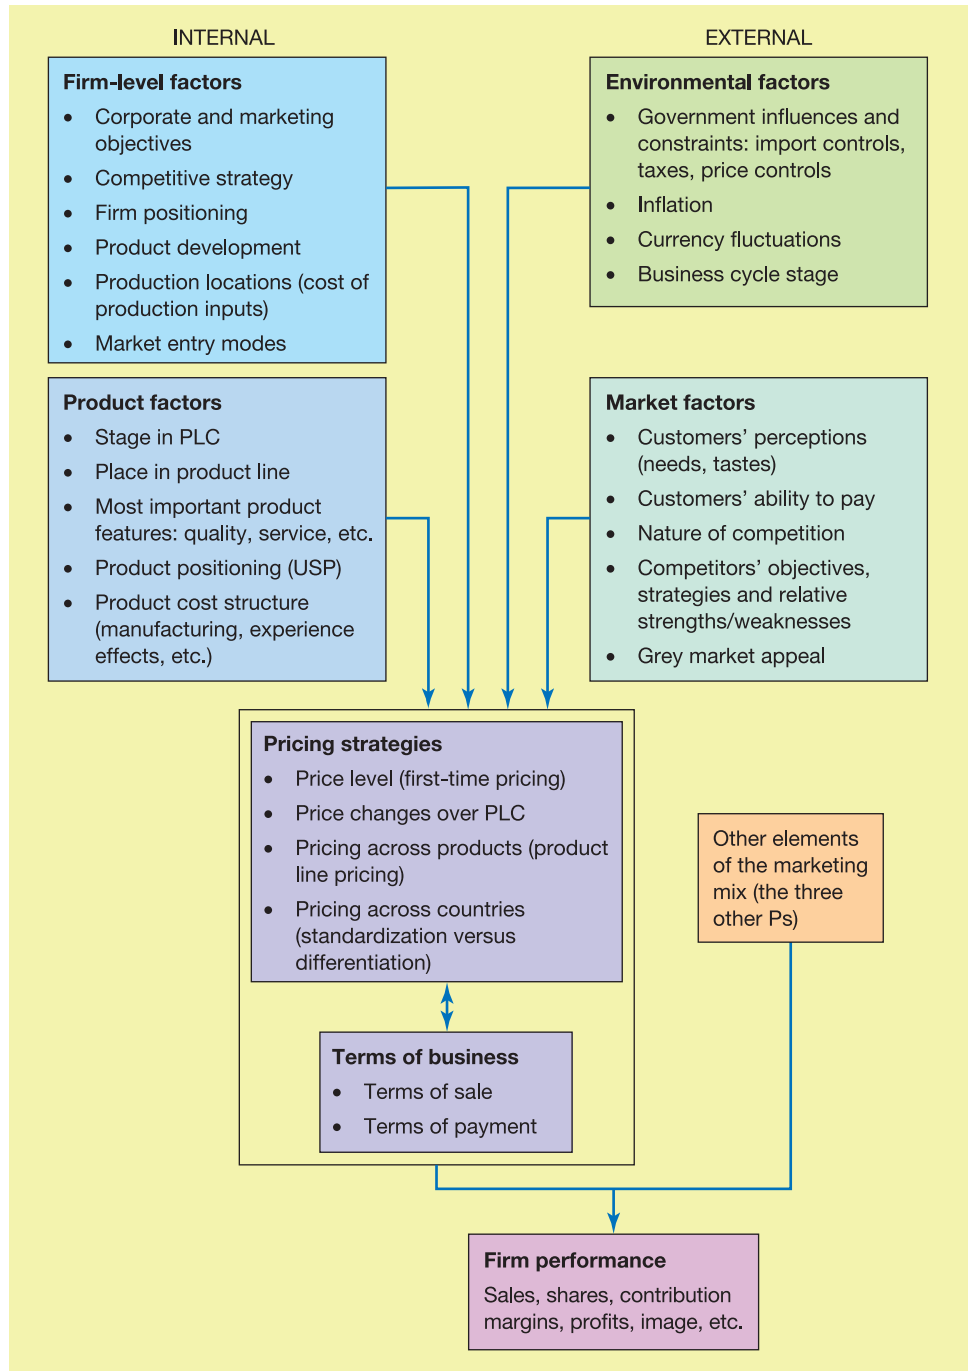 INTERNAL
Firm-level factors
• Corporate and marketing
objectives
• Competitive strategy
• Firm positioning
• Product development
• Production locations (cost of
production inputs)
• Market entry modes
Product factors
• Stage in PLC
• Place in product line
• Most important product
features: quality, service, etc.
• Product positioning (USP)
• Product cost structure
(manufacturing, experience
effects, etc.)
EXTERNAL
Environmental factors
• Government influences and
constraints: import controls,
taxes, price controls
• Inflation
• Currency fluctuations
• Business cycle stage
Market factors
• Customers’ perceptions
(needs, tastes)
• Customers’ ability to pay
• Nature of competition
• Competitors’ objectives,
strategies and relative
strengths/weaknesses
• Grey market appeal
Pricing strategies
• Price level (first-time pricing)
• Price changes over PLC
• Pricing across products (product
line pricing)
• Pricing across countries
(standardization versus
differentiation)
Terms of business
• Terms of sale
• Terms of payment
Other elements
of the marketing
mix (the three
other Ps)
Firm performance
Sales, shares, contribution
margins, profits, image, etc.